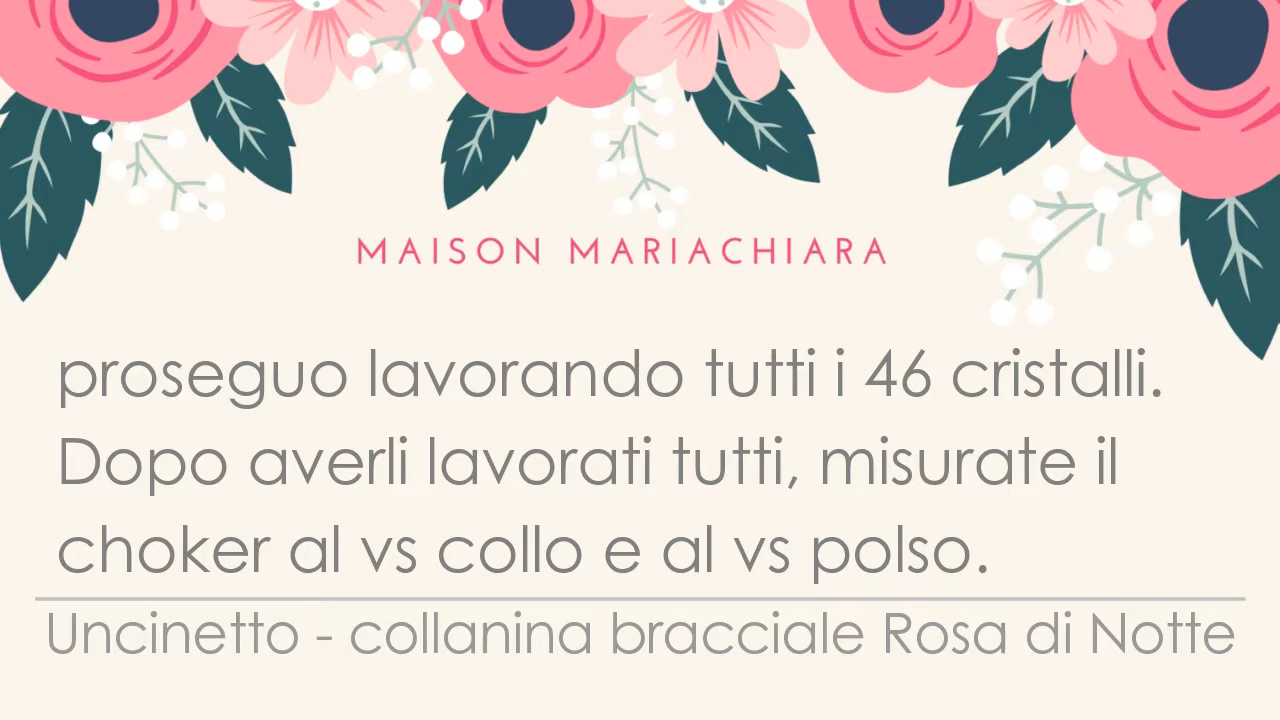 MAISON MARIACHIARA
proseguo lavorando tutti i 46 cristalli.
Dopo averli lavorati tutti, misurate il
choker al vs collo e al vs polso.
Uncinetto - collanina bracciale Rosa di Notte